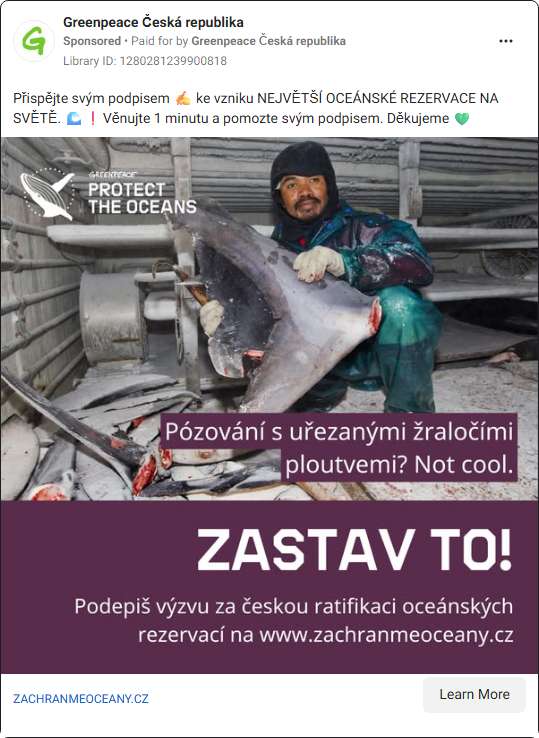 Greenpeace Česká republika
Sponsored • Paid for by Greenpeace Česká republika
Library ID: 1280281239900818
Přispějte svým podpisem ✍️ ke vzniku NEJVĚTŠÍ OCEÁNSKÉ REZERVACE NA
SVĚTĚ. 🌊❗ Věnujte 1 minutu a pomozte svým podpisem. Děkujeme 💚
GREENPEACE
PROTECT
THE OCEANS
Pózování s uřezanými žraločími
ploutvemi? Not cool.
ZASTAV TO!
Podepiš výzvu za českou ratifikaci oceánských
rezervací na www.zachranmeoceany.cz
ZACHRANMEOCEANY.CZ
Learn More